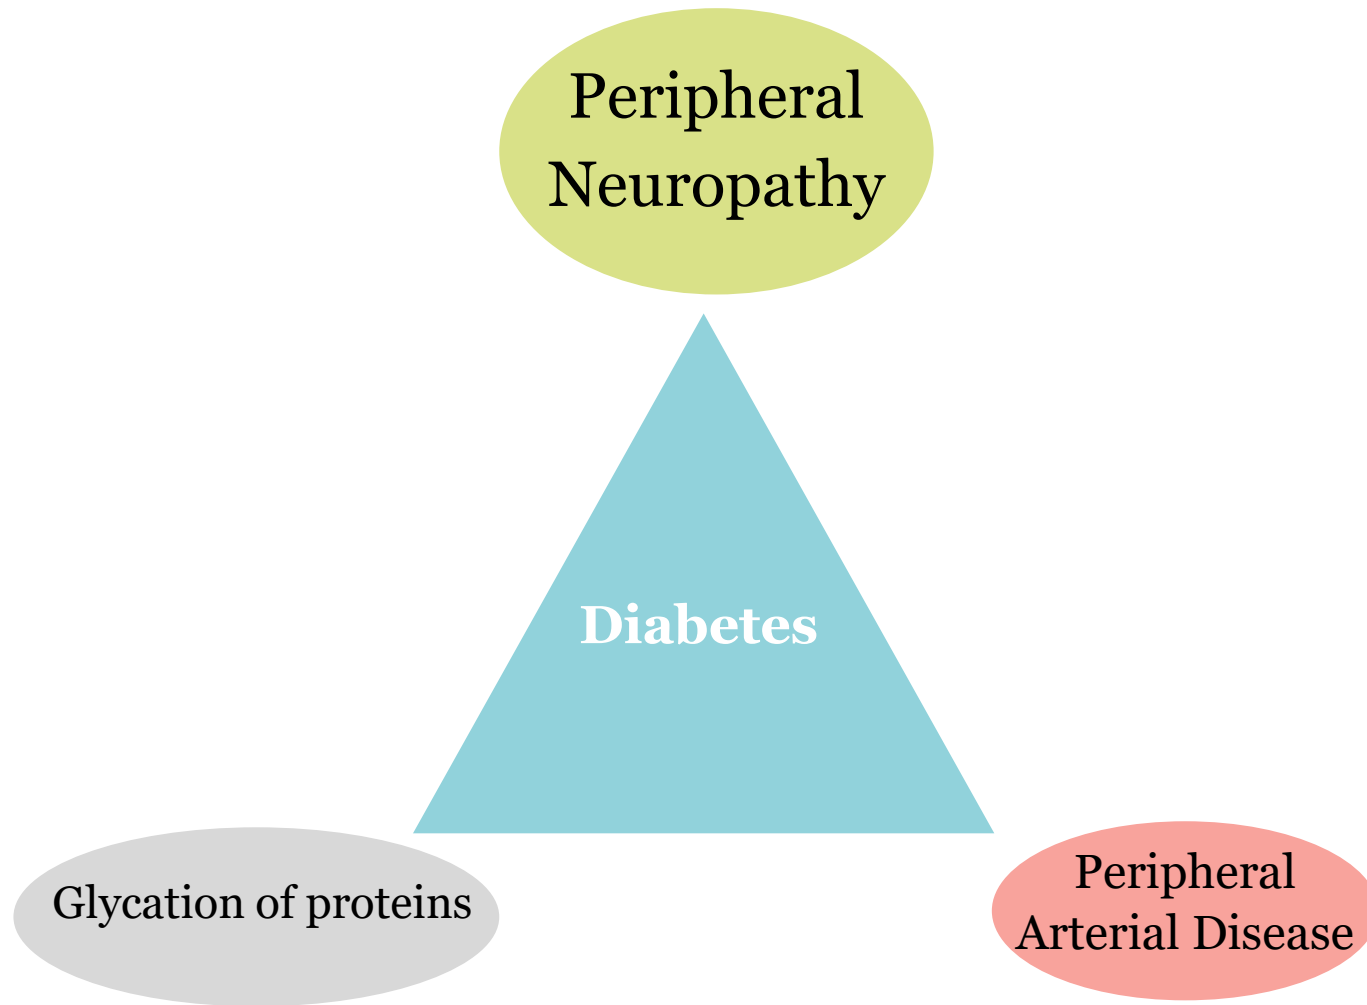 Peripheral
Neuropathy
Diabetes
Glycation of proteins
Peripheral
Arterial Disease